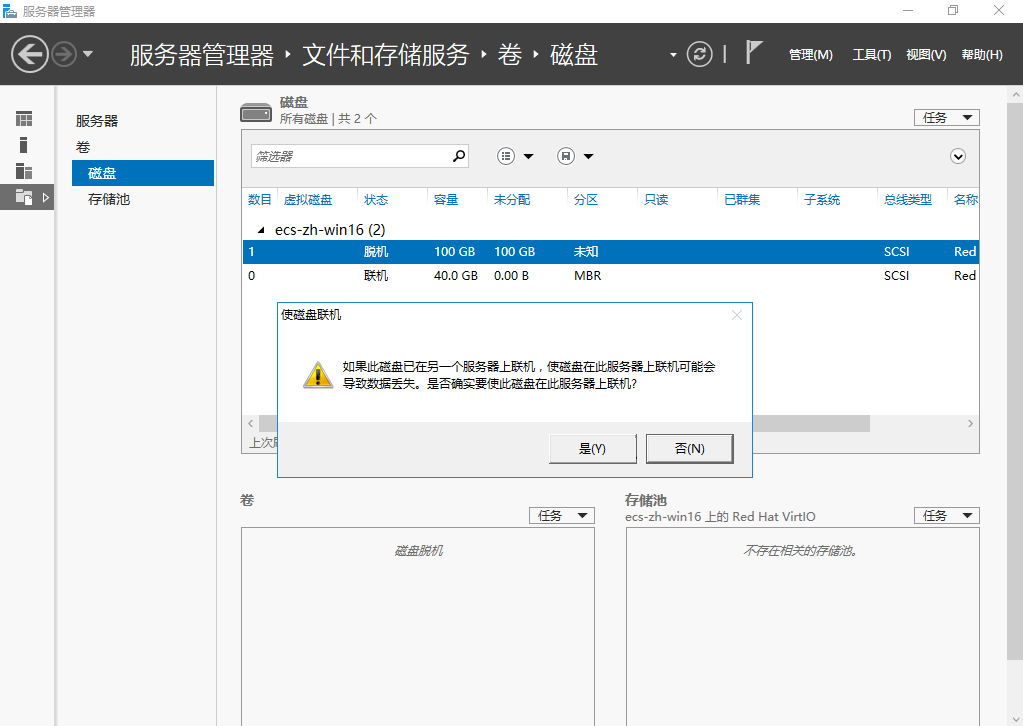 服务器管理器
服务器管理器 文件和存储服务 卷 磁盘
管理(M) 工具(T) 视图(V) 帮助(H)
服务器
卷
磁盘
存储池
磁盘
所有磁盘 | 共 2 个
任务
筛选器
数目 虚拟磁盘 状态 容量 未分配 分区 只读 已群集 子系统 总线类型 名称
ecs-zh-win16 (2)
1 脱机 100 GB 100 GB 未知 SCSI Red
0 联机 40.0 GB 0.00 B MBR SCSI Red
使磁盘联机
如果此磁盘已在另一个服务器上联机，使磁盘在此服务器上联机可能会
导致数据丢失。是否确实要使此磁盘在此服务器上联机?
是(Y) 否(N)
上次
卷
任务
磁盘脱机
存储池
ecs-zh-win16 上的 Red Hat VirtIO
任务
不存在相关的存储池。